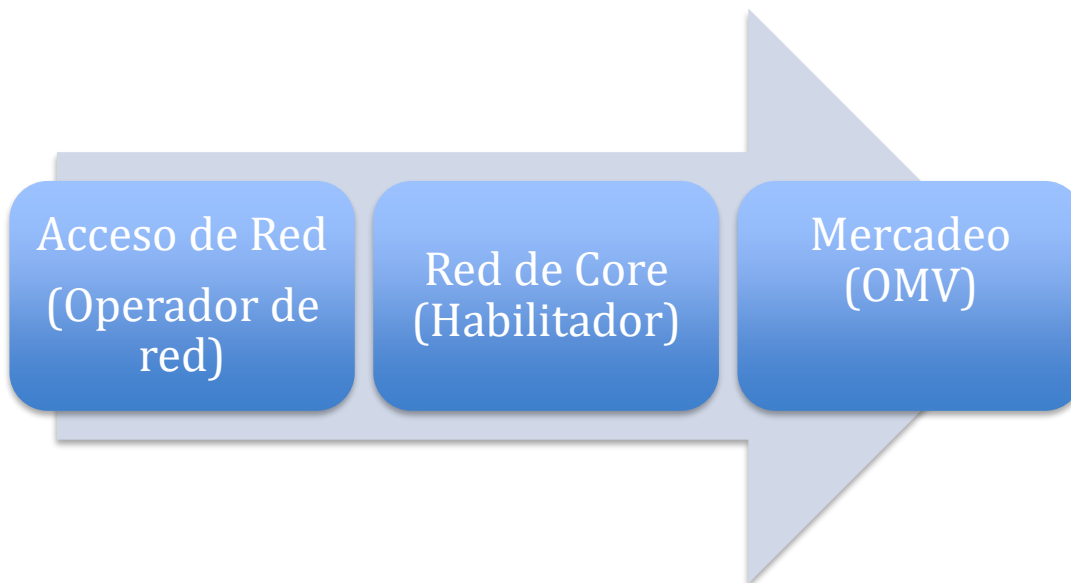 Acceso de Red
(Operador de
red)
Red de Core
(Habilitador)
Mercadeo
(OMV)